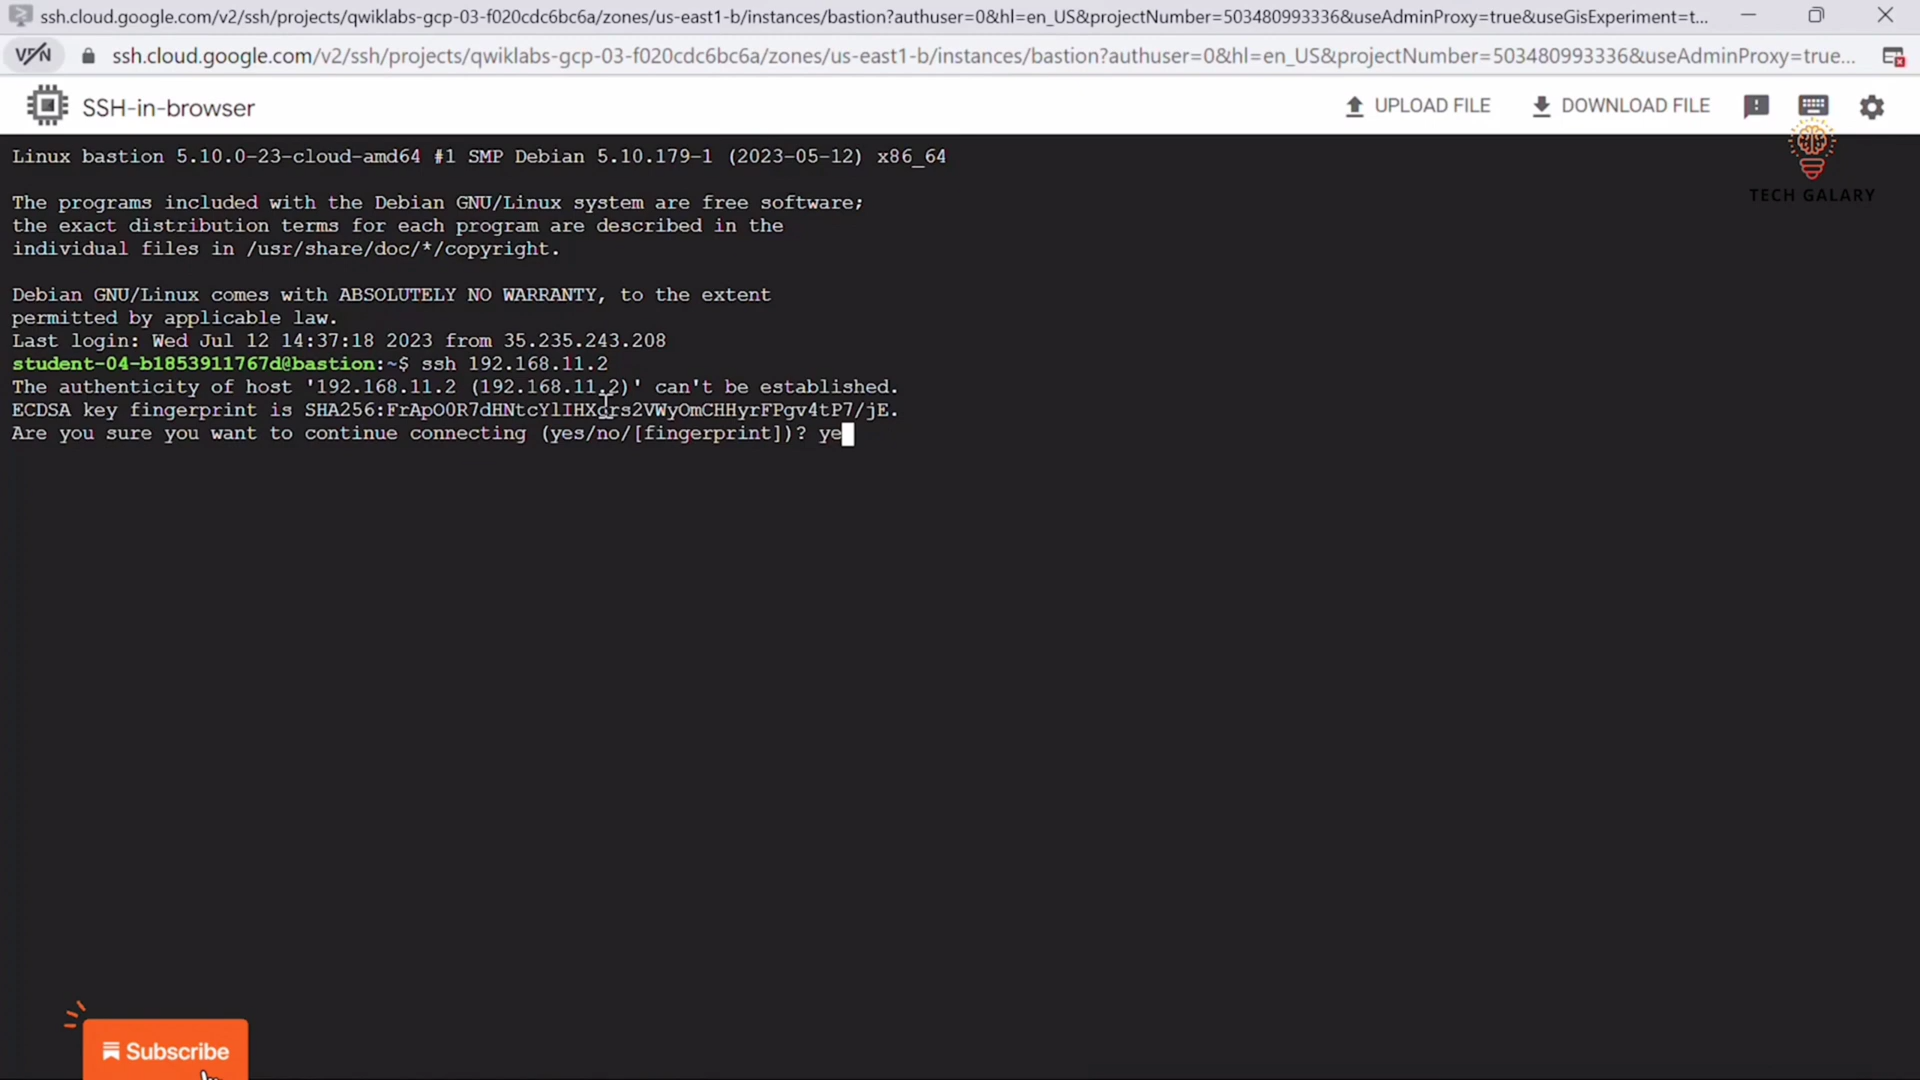 ssh.cloud.google.com/v2/ssh/projects/qwiklabs-gcp-03-f020cdc6bc6a/zones/us-east1-b/instances/bastion?authuser=0&hl=en_US&projectNumber=503480993336&useAdminProxy=true&useGisExperiment=t...
VPN ssh.cloud.google.com/v2/ssh/projects/qwiklabs-gcp-03-f020cdc6bc6a/zones/us-east1-b/instances/bastion?authuser=0&hl=en_US&projectNumber=503480993336&useAdminProxy=true...
SSH-in-browser UPLOAD FILE DOWNLOAD FILE
TECH GALARY
Linux bastion 5.10.0-23-cloud-amd64 #1 SMP Debian 5.10.179-1 (2023-05-12) x86_64
The programs included with the Debian GNU/Linux system are free software;
the exact distribution terms for each program are described in the
individual files in /usr/share/doc/*/copyright.
Debian GNU/Linux comes with ABSOLUTELY NO WARRANTY, to the extent
permitted by applicable law.
Last login: Wed Jul 12 14:37:18 2023 from 35.235.243.208
student-04-b1853911767d@bastion:~$ ssh 192.168.11.2
The authenticity of host '192.168.11.2 (192.168.11.2)' can't be established.
ECDSA key fingerprint is
Are you sure you want to continue connecting (yes/no/[fingerprint])? ye
Subscribe